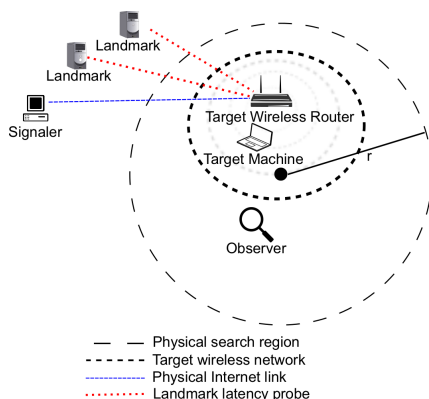 Landmark
Landmark
Signaler
Target Wireless Router
Target Machine
r
Observer
Physical search region
Target wireless network
Physical Internet link
Landmark latency probe